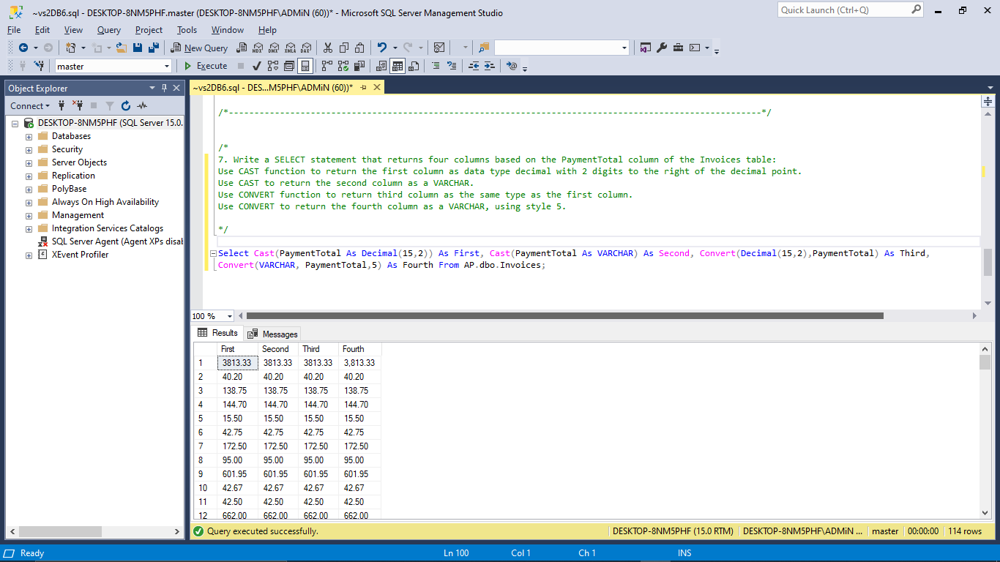 ~vs2DB6.sql - DESKTOP-8NM5PHF.master (DESKTOP-8NM5PHF\ADMiN (60))* - Microsoft SQL Server Management Studio
Quick Launch (Ctrl+Q)
File Edit View Query Project Tools Window Help
New Query MDX DMX XMLA DAX
master Execute
Object Explorer
Connect
DESKTOP-8NM5PHF (SQL Server 15.0.
Databases
Security
Server Objects
Replication
PolyBase
Always On High Availability
Management
Integration Services Catalogs
SQL Server Agent (Agent XPs disab
XEvent Profiler
~vs2DB6.sql - DES...M5PHF\ADMiN (60))*
/*--------------------------------------------------------------------------------------------------------*/
/*
7. Write a SELECT statement that returns four columns based on the PaymentTotal column of the Invoices table:
Use CAST function to return the first column as data type decimal with 2 digits to the right of the decimal point.
Use CAST to return the second column as a VARCHAR.
Use CONVERT function to return third column as the same type as the first column.
Use CONVERT to return the fourth column as a VARCHAR, using style 5.
*/
Select Cast(PaymentTotal As Decimal(15,2)) As First, Cast(PaymentTotal As VARCHAR) As Second, Convert(Decimal(15,2),PaymentTotal) As Third,
Convert(VARCHAR, PaymentTotal,5) As Fourth From AP.dbo.Invoices;
100 %
Results Messages
First Second Third Fourth
1 3813.33 3813.33 3813.33 3,813.33
2 40.20 40.20 40.20 40.20
3 138.75 138.75 138.75 138.75
4 144.70 144.70 144.70 144.70
5 15.50 15.50 15.50 15.50
6 42.75 42.75 42.75 42.75
7 172.50 172.50 172.50 172.50
8 95.00 95.00 95.00 95.00
9 601.95 601.95 601.95 601.95
10 42.67 42.67 42.67 42.67
11 42.50 42.50 42.50 42.50
12 662.00 662.00 662.00 662.00
Query executed successfully. DESKTOP-8NM5PHF (15.0 RTM) DESKTOP-8NM5PHF\ADMiN ... master 00:00:00 114 rows
Ready Ln 100 Col 1 Ch 1 INS